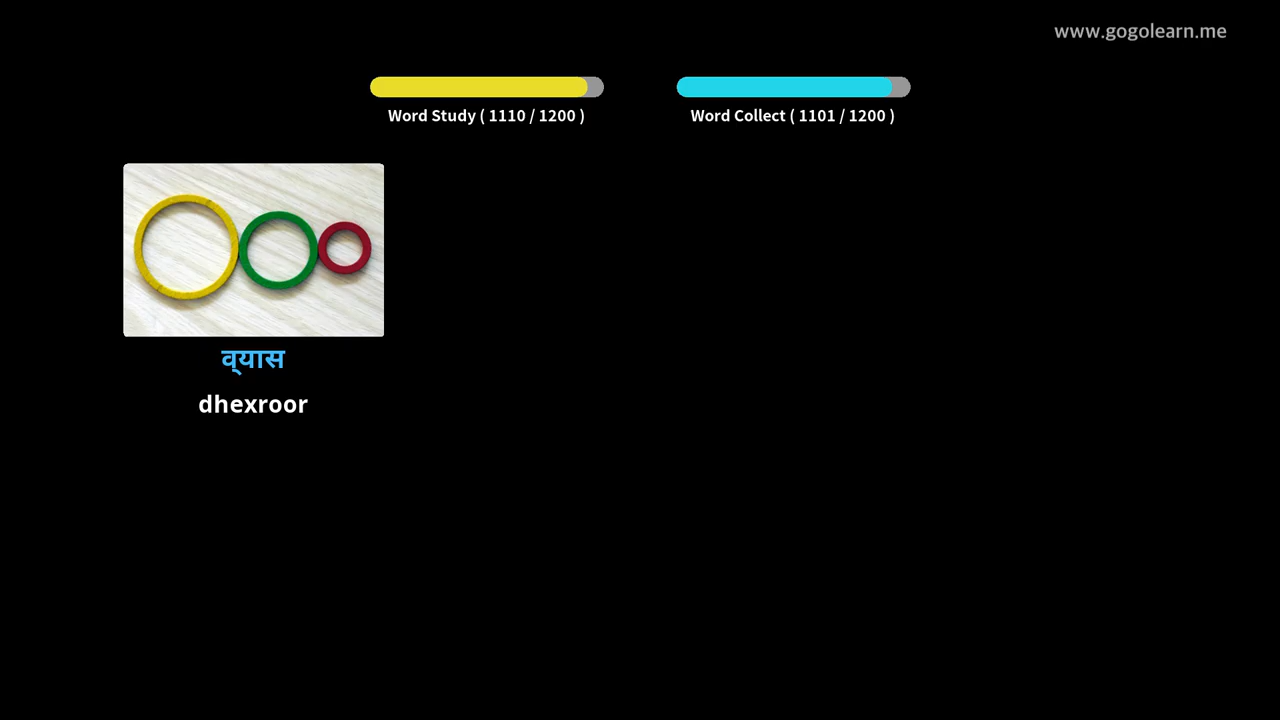 www.gogolearn.me
Word Study ( 1110 / 1200 )
Word Collect ( 1101 / 1200 )
व्यास
dhexroor